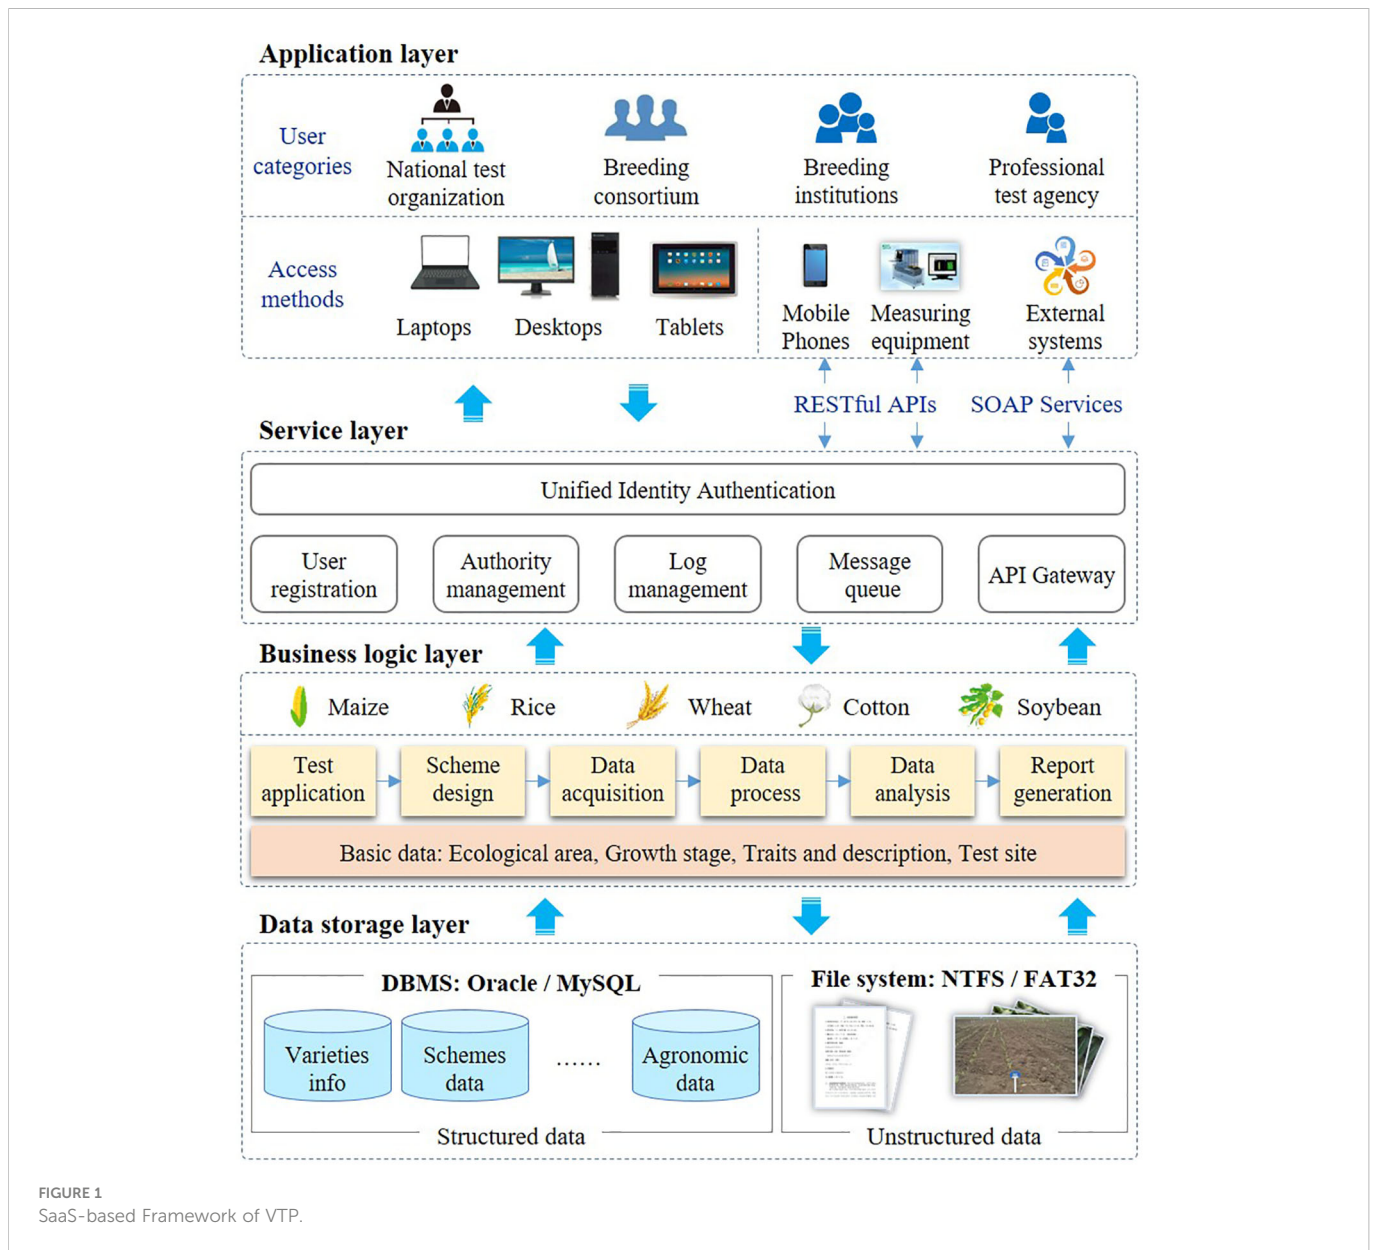 Application layer
User
categories
National test
organization
Breeding
consortium
Breeding
institutions
Professional
test agency
Access
methods
Laptops
Desktops
Tablets
Mobile
Phones
Measuring
equipment
External
systems
RESTful APIs
SOAP Services
Service layer
Unified Identity Authentication
User
registration
Authority
management
Log
management
Message
queue
API Gateway
Business logic layer
Maize
Rice
Wheat
Cotton
Soybean
Test
application
Scheme
design
Data
acquisition
Data
process
Data
analysis
Report
generation
Basic data: Ecological area, Growth stage, Traits and description, Test site
Data storage layer
DBMS: Oracle / MySQL
File system: NTFS / FAT32
Varieties
info
Schemes
data
......
Agronomic
data
Structured data
Unstructured data
FIGURE 1
SaaS-based Framework of VTP.